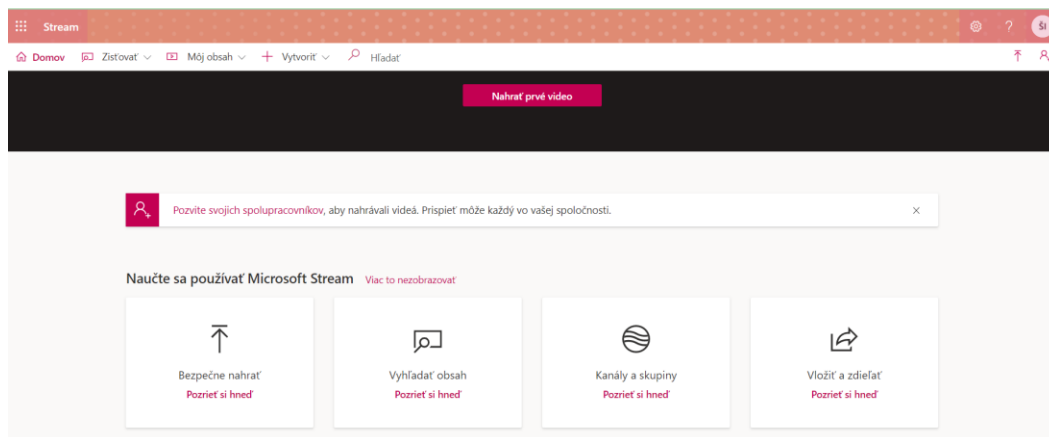 Stream
? ŠI
Domov Zisťovať Môj obsah Vytvoriť Hľadať
Nahrať prvé video
Pozvite svojich spolupracovníkov, aby nahrávali videá. Prispieť môže každý vo vašej spoločnosti.
Naučte sa používať Microsoft Stream Viac to nezobrazovať
Bezpečne nahrať
Pozrieť si hneď
Vyhľadať obsah
Pozrieť si hneď
Kanály a skupiny
Pozrieť si hneď
Vložiť a zdieľať
Pozrieť si hneď